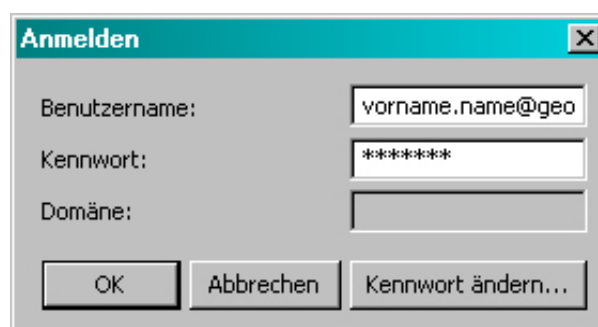 Anmelden
Benutzername: vorname.name@geo
Kennwort: *******
Domäne:
OK Abbrechen Kennwort ändern...